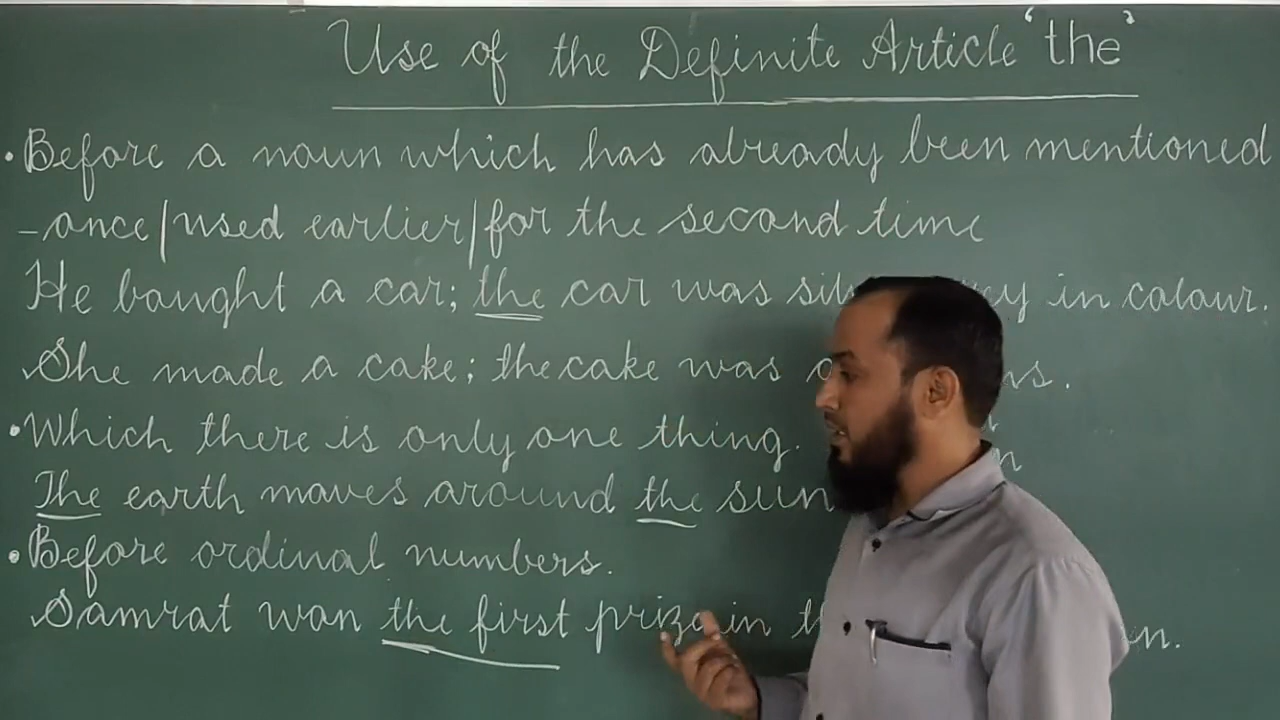 Use of the Definite Article "the"
• Before a noun which has already been mentioned
- once/used earlier/for the second time
He bought a car; the car was in colour.
She made a cake; the cake was
• Which there is only one thing.
The earth moves around the sun
• Before ordinal numbers.
Samrat won the first prize in